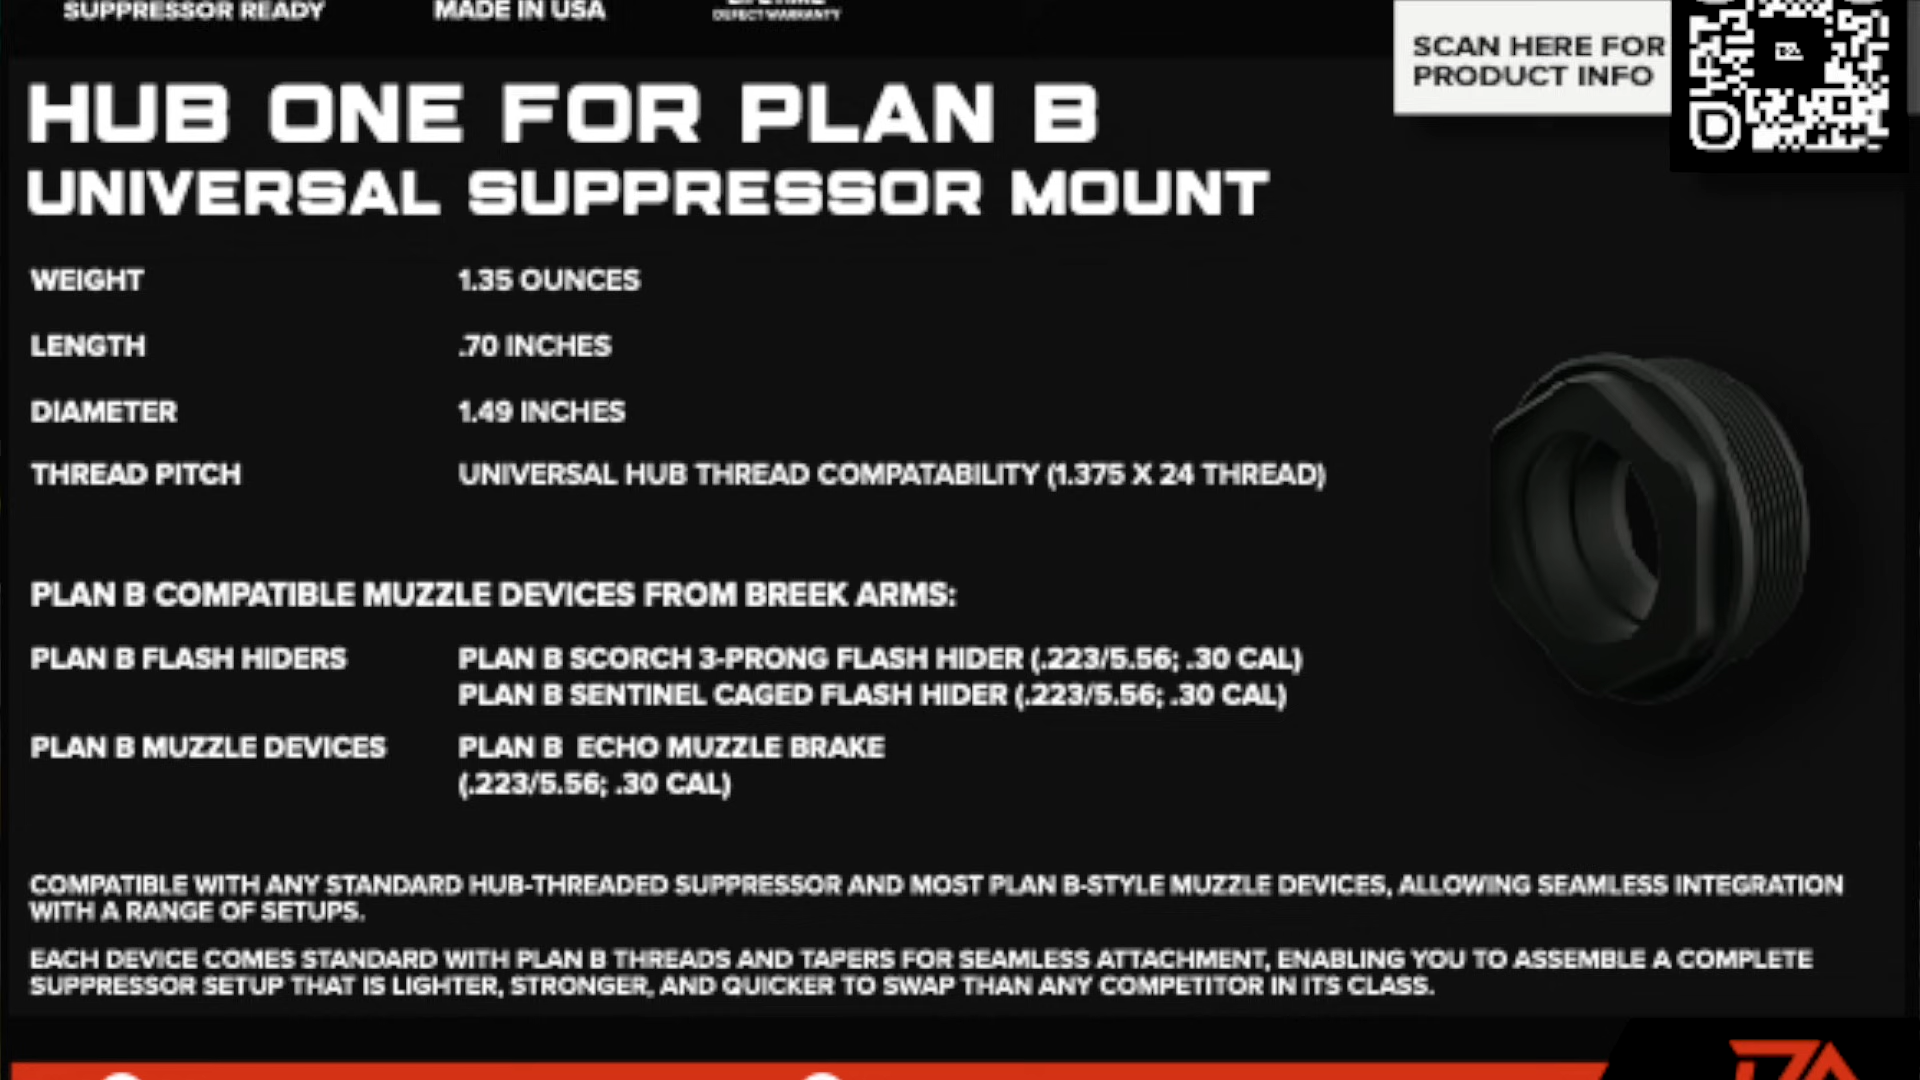 SUPPRESSOR READY
MADE IN USA
LIFETIME
DEFECT WARRANTY
SCAN HERE FOR
PRODUCT INFO
HUB ONE FOR PLAN B
UNIVERSAL SUPPRESSOR MOUNT
WEIGHT 1.35 OUNCES
LENGTH .70 INCHES
DIAMETER 1.49 INCHES
THREAD PITCH UNIVERSAL HUB THREAD COMPATABILITY (1.375 X 24 THREAD)
PLAN B COMPATIBLE MUZZLE DEVICES FROM BREEK ARMS:
PLAN B FLASH HIDERS PLAN B SCORCH 3-PRONG FLASH HIDER (.223/5.56; .30 CAL)
PLAN B SENTINEL CAGED FLASH HIDER (.223/5.56; .30 CAL)
PLAN B MUZZLE DEVICES PLAN B ECHO MUZZLE BRAKE
(.223/5.56; .30 CAL)
COMPATIBLE WITH ANY STANDARD HUB-THREADED SUPPRESSOR AND MOST PLAN B-STYLE MUZZLE DEVICES, ALLOWING SEAMLESS INTEGRATION
WITH A RANGE OF SETUPS.
EACH DEVICE COMES STANDARD WITH PLAN B THREADS AND TAPERS FOR SEAMLESS ATTACHMENT, ENABLING YOU TO ASSEMBLE A COMPLETE
SUPPRESSOR SETUP THAT IS LIGHTER, STRONGER, AND QUICKER TO SWAP THAN ANY COMPETITOR IN ITS CLASS.